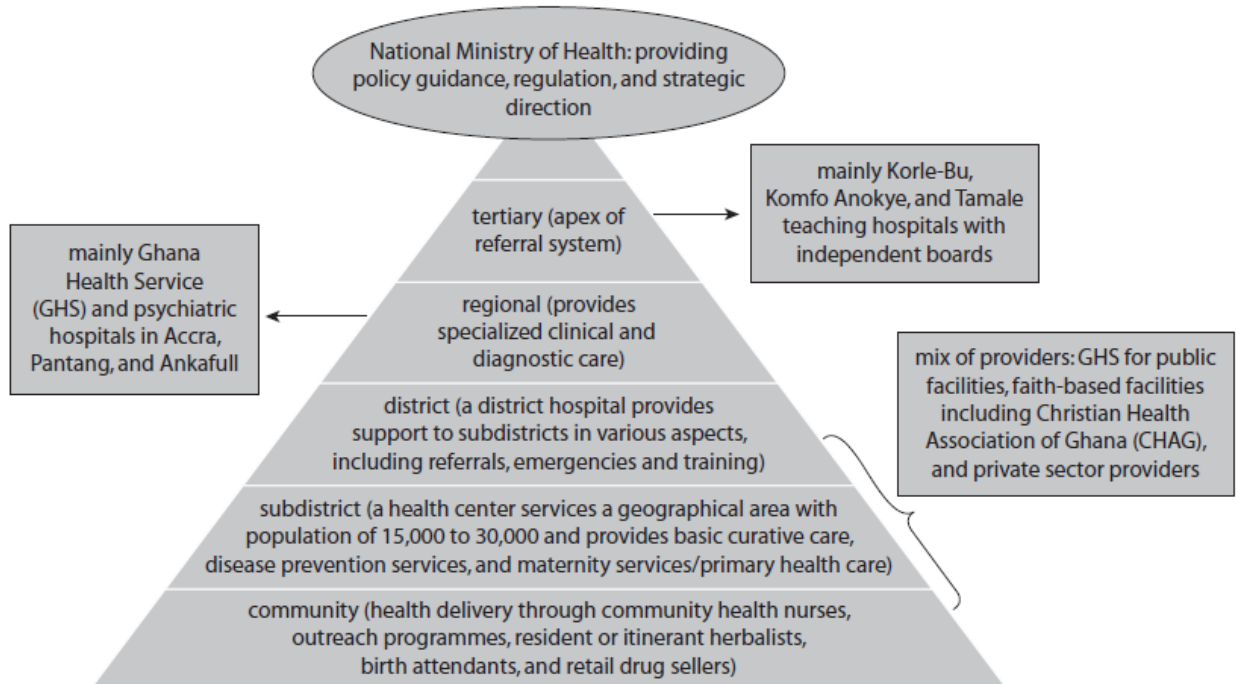 National Ministry of Health: providing
policy guidance, regulation, and strategic
direction
mainly Korle-Bu,
Komfo Anokye, and Tamale
teaching hospitals with
independent boards
tertiary (apex of
referral system)
mainly Ghana
Health Service
(GHS) and psychiatric
hospitals in Accra,
Pantang, and Ankafull
regional (provides
specialized clinical and
diagnostic care)
mix of providers: GHS for public
facilities, faith-based facilities
including Christian Health
Association of Ghana (CHAG),
and private sector providers
district (a district hospital provides
support to subdistricts in various aspects,
including referrals, emergencies and training)
subdistrict (a health center services a geographical area with
population of 15,000 to 30,000 and provides basic curative care,
disease prevention services, and maternity services/primary health care)
community (health delivery through community health nurses,
outreach programmes, resident or itinerant herbalists,
birth attendants, and retail drug sellers)